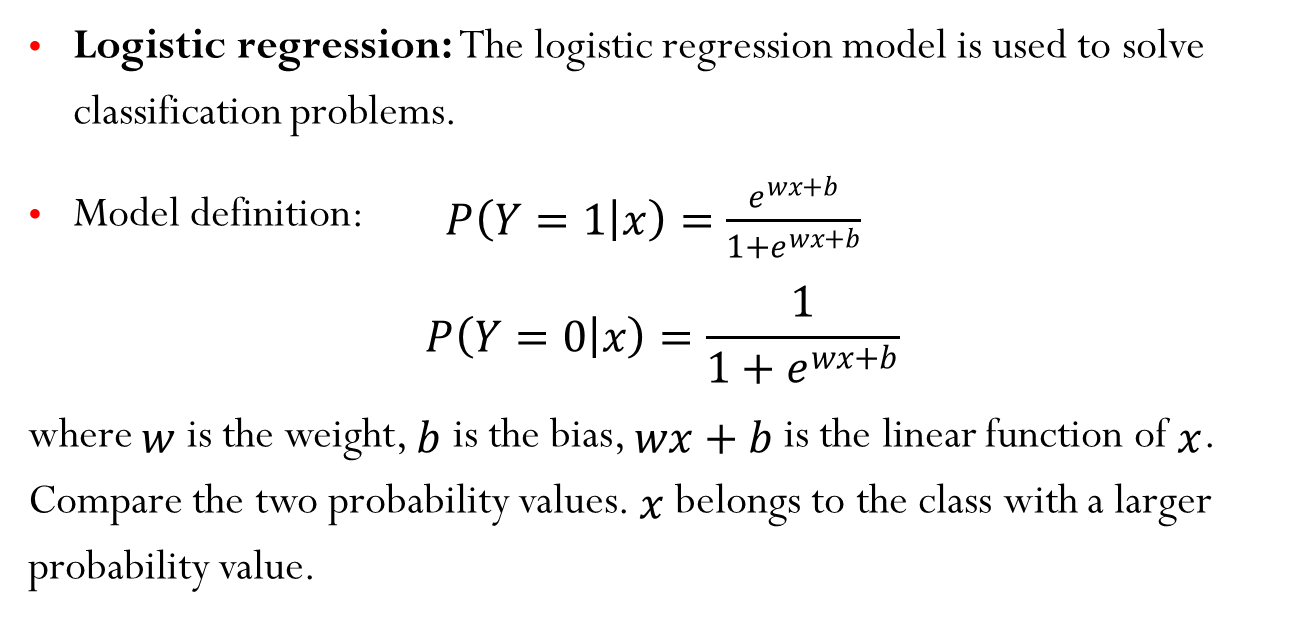 • Logistic regression: The logistic regression model is used to solve
classification problems.
• Model definition: P(Y = 1|x) = \frac{e^{wx+b}}{1+e^{wx+b}}
P(Y = 0|x) = \frac{1}{1 + e^{wx+b}}
where w is the weight, b is the bias, wx + b is the linear function of x.
Compare the two probability values. x belongs to the class with a larger
probability value.